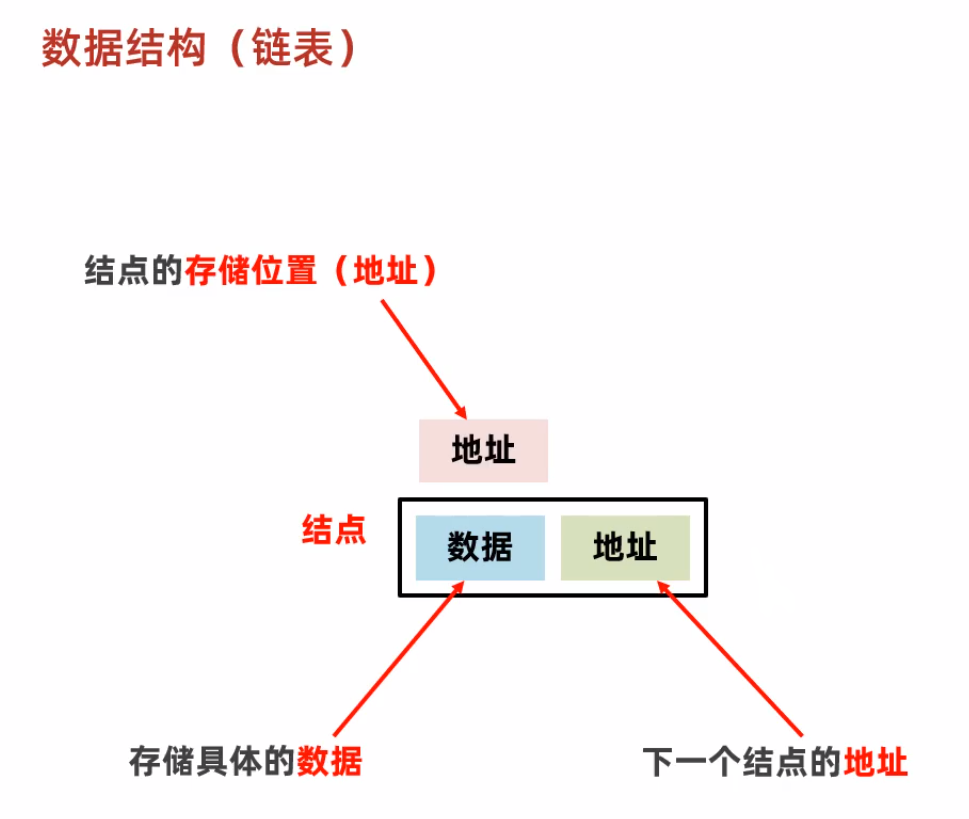 数据结构（链表）
结点的存储位置（地址）
地址
结点
数据 地址
存储具体的数据
下一个结点的地址